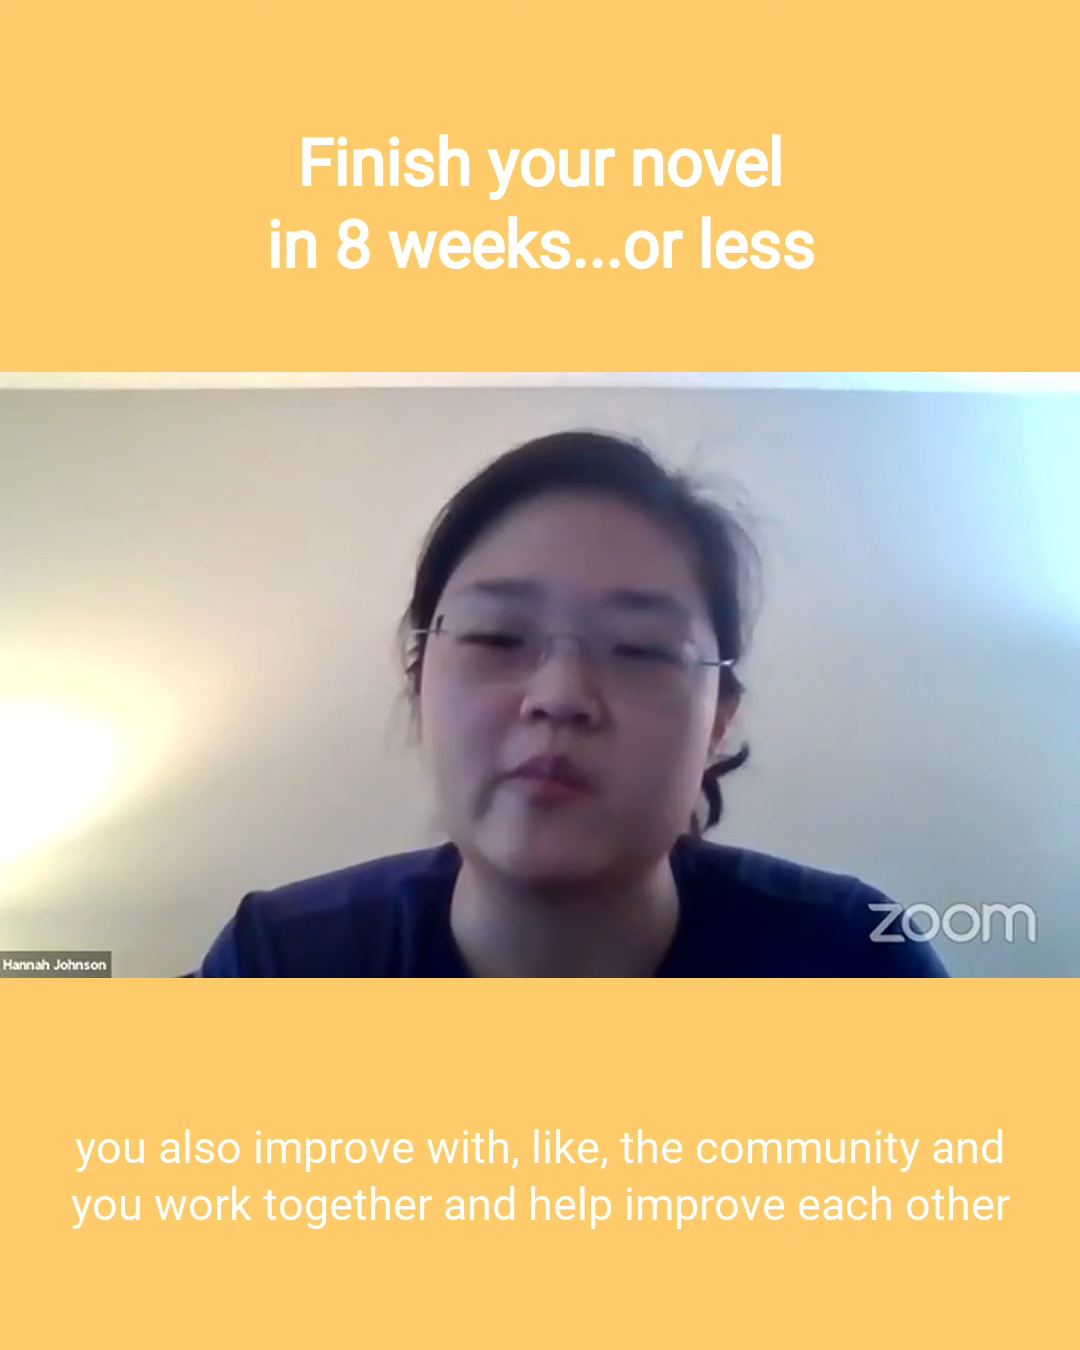 Finish your novel
in 8 weeks...or less
zoom
Hannah Johnson
you also improve with, like, the community and
you work together and help improve each other